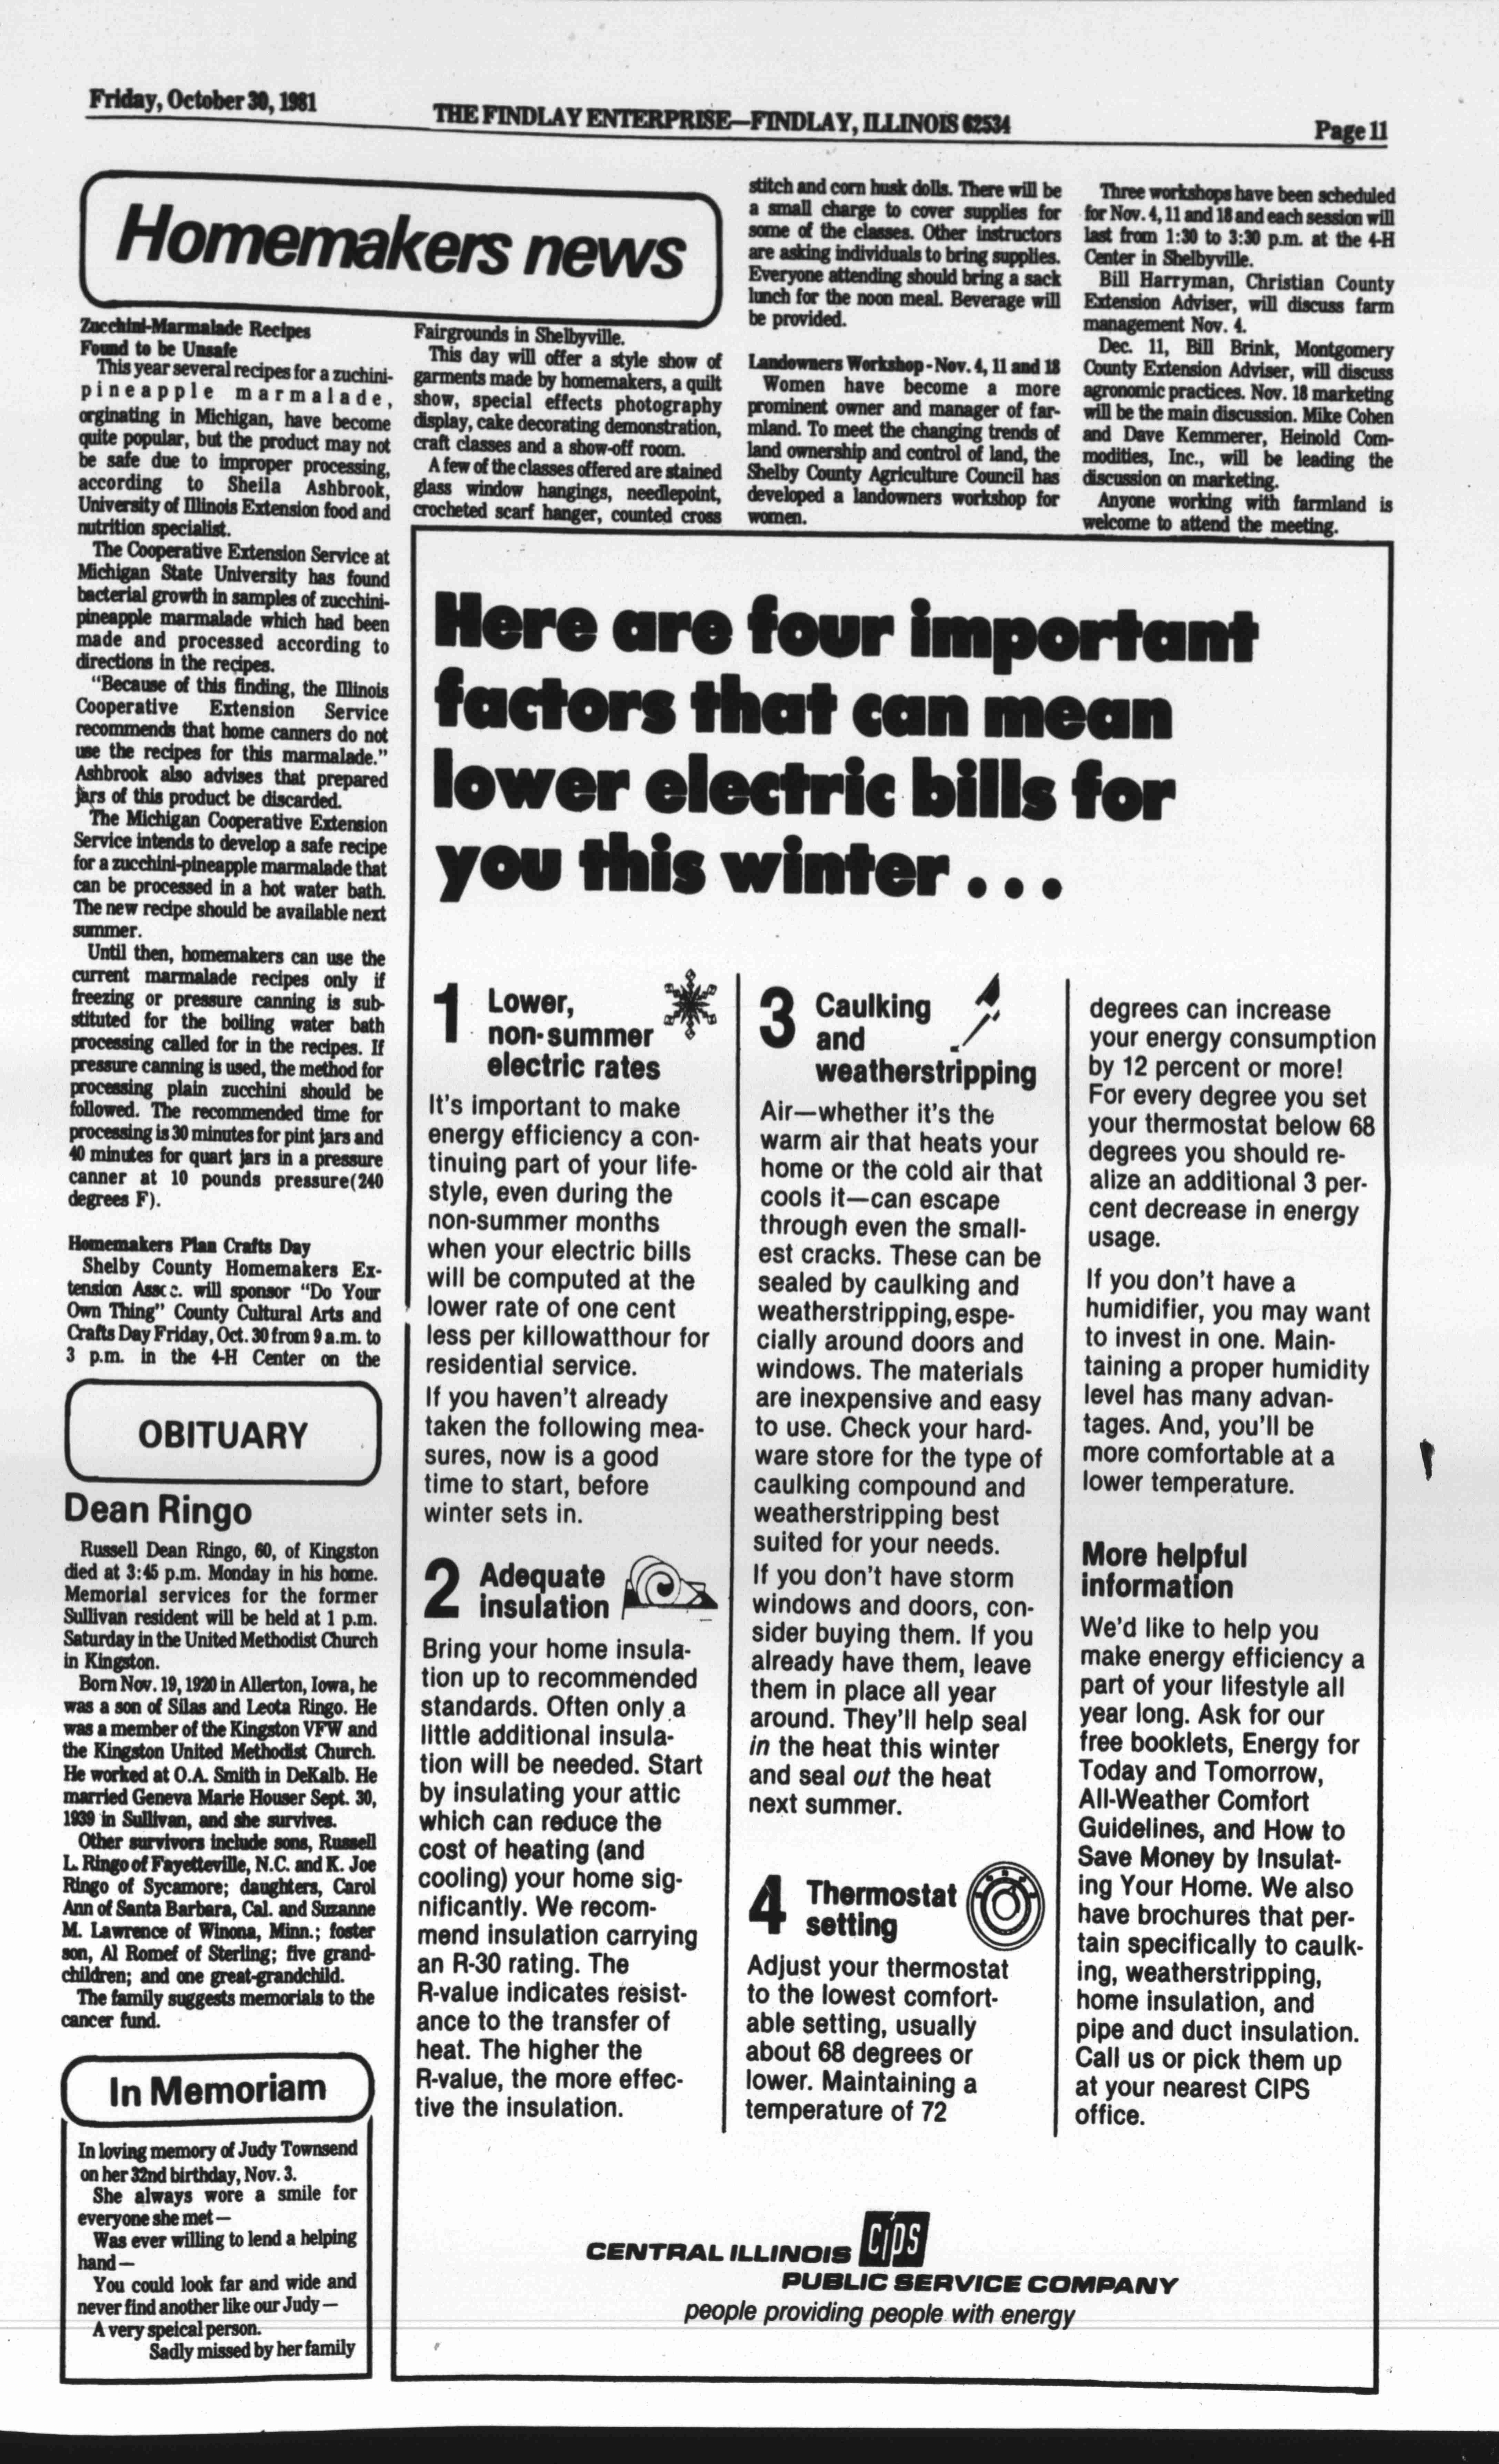 Friday, October 30, 1981
THE FINDLAY ENTERPRISE—FINDLAY, ILLINOIS 62534
Page 11
Homemakers news
Zucchini-Marmalade Recipes
Found to be Unsafe
This year several recipes for a zuchini-
pineapple marmalade,
orginating in Michigan, have become
quite popular, but the product may not
be safe due to improper processing,
according to Sheila Ashbrook,
University of Illinois Extension food and
nutrition specialist.
The Cooperative Extension Service at
Michigan State University has found
bacterial growth in samples of zucchini-
pineapple marmalade which had been
made and processed according to
directions in the recipes.
"Because of this finding, the Illinois
Cooperative Extension Service
recommends that home canners do not
use the recipes for this marmalade."
Ashbrook also advises that prepared
jars of this product be discarded.
The Michigan Cooperative Extension
Service intends to develop a safe recipe
for a zucchini-pineapple marmalade that
can be processed in a hot water bath.
The new recipe should be available next
summer.
Until then, homemakers can use the
current marmalade recipes only if
freezing or pressure canning is sub-
stituted for the boiling water bath
processing called for in the recipes. If
pressure canning is used, the method for
processing plain zucchini should be
followed. The recommended time for
processing is 30 minutes for pint jars and
40 minutes for quart jars in a pressure
canner at 10 pounds pressure(240
degrees F).
Homemakers Plan Crafts Day
Shelby County Homemakers Ex-
tension Assoc. will sponsor "Do Your
Own Thing" County Cultural Arts and
Crafts Day Friday, Oct. 30 from 9 a.m. to
3 p.m. in the 4-H Center on the
Fairgrounds in Shelbyville.
This day will offer a style show of
garments made by homemakers, a quilt
show, special effects photography
display, cake decorating demonstration,
craft classes and a show-off room.
A few of the classes offered are stained
glass window hangings, needlepoint,
crocheted scarf hanger, counted cross
stitch and corn husk dolls. There will be
a small charge to cover supplies for
some of the classes. Other instructors
are asking individuals to bring supplies.
Everyone attending should bring a sack
lunch for the noon meal. Beverage will
be provided.
Landowners Workshop - Nov. 4, 11 and 18
Women have become a more
prominent owner and manager of far-
mland. To meet the changing trends of
land ownership and control of land, the
Shelby County Agriculture Council has
developed a landowners workshop for
women.
Three workshops have been scheduled
for Nov. 4, 11 and 18 and each session will
last from 1:30 to 3:30 p.m. at the 4-H
Center in Shelbyville.
Bill Harryman, Christian County
Extension Adviser, will discuss farm
management Nov. 4.
Dec. 11, Bill Brink, Montgomery
County Extension Adviser, will discuss
agronomic practices. Nov. 18 marketing
will be the main discussion. Mike Cohen
and Dave Kemmerer, Heinold Com-
modities, Inc., will be leading the
discussion on marketing.
Anyone working with farmland is
welcome to attend the meeting.
OBITUARY
Dean Ringo
Russell Dean Ringo, 60, of Kingston
died at 3:45 p.m. Monday in his home.
Memorial services for the former
Sullivan resident will be held at 1 p.m.
Saturday in the United Methodist Church
in Kingston.
Born Nov. 19, 1920 in Allerton, Iowa, he
was a son of Silas and Leota Ringo. He
was a member of the Kingston VFW and
the Kingston United Methodist Church.
He worked at O.A. Smith in DeKalb. He
married Geneva Marie Houser Sept. 30,
1939 in Sullivan, and she survives.
Other survivors include sons, Russell
L. Ringo of Fayetteville, N.C. and K. Joe
Ringo of Sycamore; daughters, Carol
Ann of Santa Barbara, Cal. and Suzanne
M. Lawrence of Winona, Minn.; foster
son, Al Romef of Sterling; five grand-
children; and one great-grandchild.
The family suggests memorials to the
cancer fund.
In Memoriam
In loving memory of Judy Townsend
on her 32nd birthday, Nov. 3.
She always wore a smile for
everyone she met—
Was ever willing to lend a helping
hand—
You could look far and wide and
never find another like our Judy—
A very speical person.
Sadly missed by her family
Here are four important
factors that can mean
lower electric bills for
you this winter . . .
1 Lower,
non-summer
electric rates
It's important to make
energy efficiency a con-
tinuing part of your life-
style, even during the
non-summer months
when your electric bills
will be computed at the
lower rate of one cent
less per killowatthour for
residential service.
If you haven't already
taken the following mea-
sures, now is a good
time to start, before
winter sets in.
2 Adequate
insulation
Bring your home insula-
tion up to recommended
standards. Often only a
little additional insula-
tion will be needed. Start
by insulating your attic
which can reduce the
cost of heating (and
cooling) your home sig-
nificantly. We recom-
mend insulation carrying
an R-30 rating. The
R-value indicates resist-
ance to the transfer of
heat. The higher the
R-value, the more effec-
tive the insulation.
3 Caulking
and
weatherstripping
Air—whether it's the
warm air that heats your
home or the cold air that
cools it—can escape
through even the small-
est cracks. These can be
sealed by caulking and
weatherstripping, espe-
cially around doors and
windows. The materials
are inexpensive and easy
to use. Check your hard-
ware store for the type of
caulking compound and
weatherstripping best
suited for your needs.
If you don't have storm
windows and doors, con-
sider buying them. If you
already have them, leave
them in place all year
around. They'll help seal
in the heat this winter
and seal out the heat
next summer.
4 Thermostat
setting
Adjust your thermostat
to the lowest comfort-
able setting, usually
about 68 degrees or
lower. Maintaining a
temperature of 72
degrees can increase
your energy consumption
by 12 percent or more!
For every degree you set
your thermostat below 68
degrees you should re-
alize an additional 3 per-
cent decrease in energy
usage.
If you don't have a
humidifier, you may want
to invest in one. Main-
taining a proper humidity
level has many advan-
tages. And, you'll be
more comfortable at a
lower temperature.
More helpful
information
We'd like to help you
make energy efficiency a
part of your lifestyle all
year long. Ask for our
free booklets, Energy for
Today and Tomorrow,
All-Weather Comfort
Guidelines, and How to
Save Money by Insulat-
ing Your Home. We also
have brochures that per-
tain specifically to caulk-
ing, weatherstripping,
home insulation, and
pipe and duct insulation.
Call us or pick them up
at your nearest CIPS
office.
CENTRAL ILLINOIS CIPS
PUBLIC SERVICE COMPANY
people providing people with energy